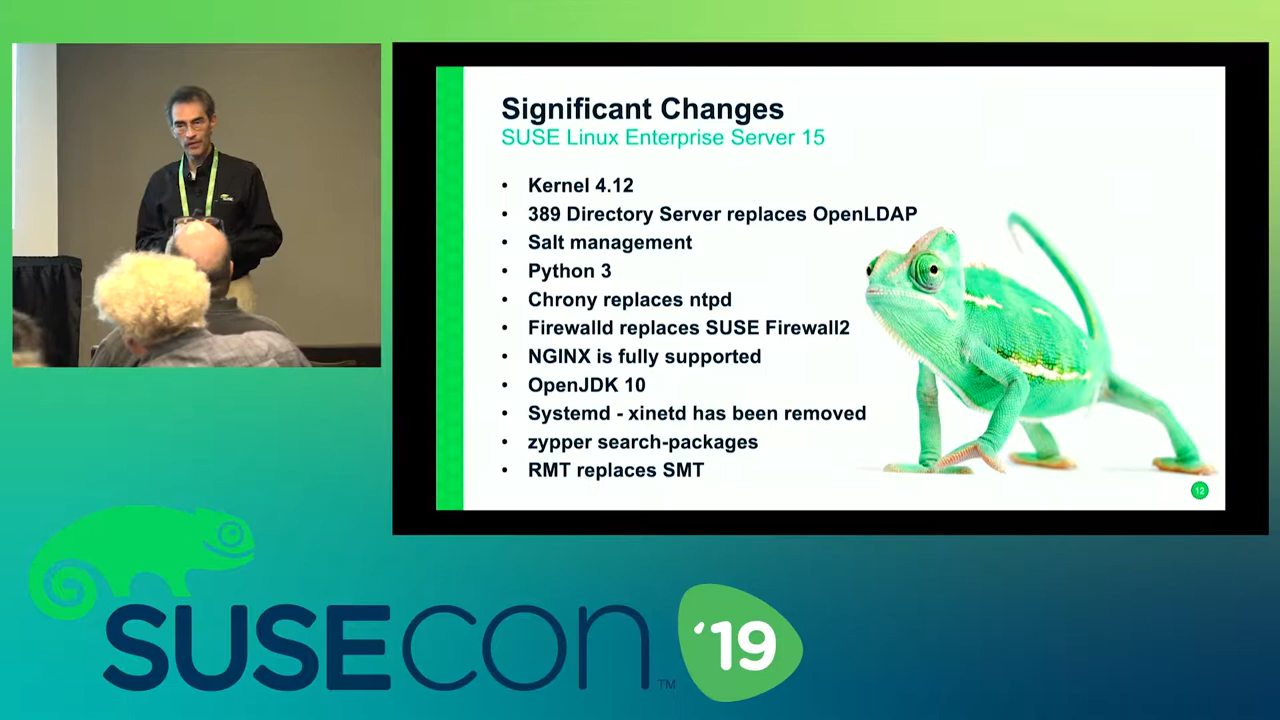 Significant Changes
SUSE Linux Enterprise Server 15
• Kernel 4.12
• 389 Directory Server replaces OpenLDAP
• Salt management
• Python 3
• Chrony replaces ntpd
• Firewalld replaces SUSE Firewall2
• NGINX is fully supported
• OpenJDK 10
• Systemd - xinetd has been removed
• zypper search-packages
• RMT replaces SMT
12
SUSECON ™ '19